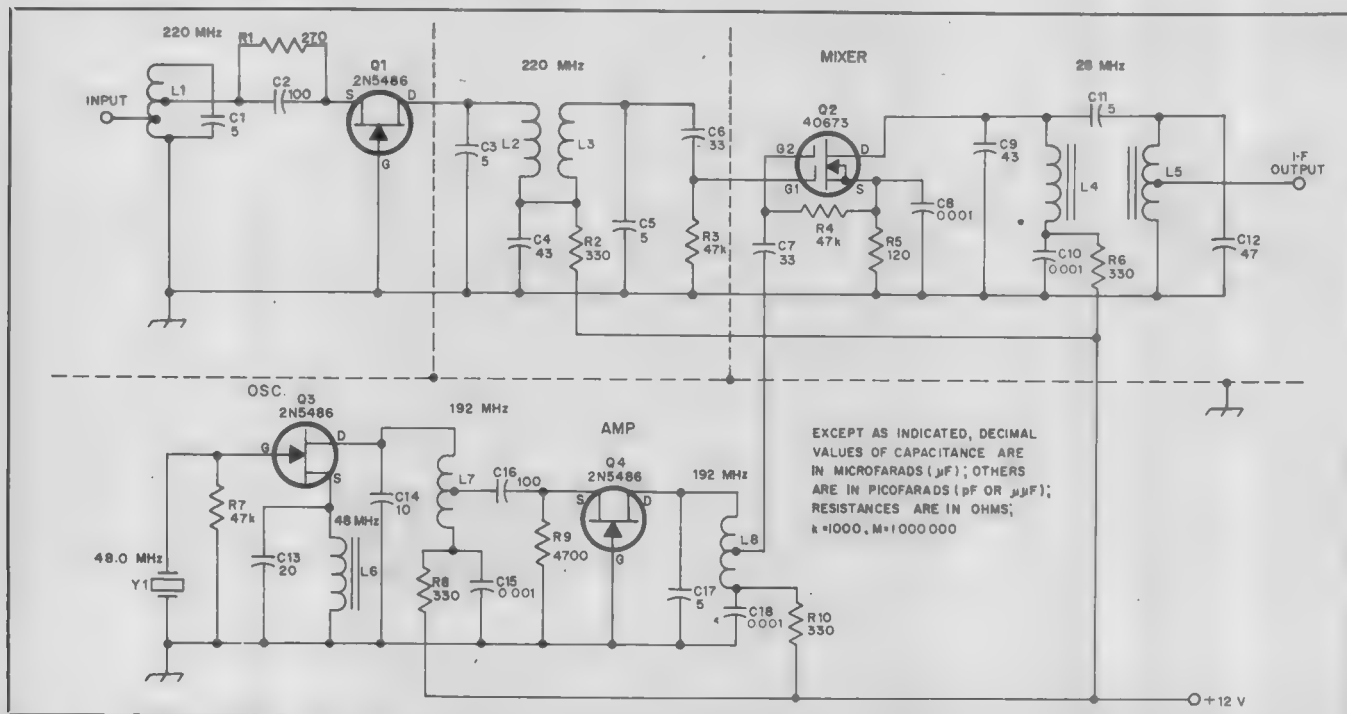 220 MHz
R1
270
C2
100
Q1
2N5486
S
D
G
INPUT
L1
C1
5
220 MHz
C3
5
L2
L3
C4
43
R2
330
C5
5
C6
33
R3
47k
MIXER
Q2
40673
G2
D
G1
S
R4
47k
C7
33
R5
120
C8
0.001
28 MHz
C11
5
C9
43
L4
L5
C10
0.001
R6
330
C12
47
I-F
OUTPUT
OSC.
Q3
2N5486
G
D
S
R7
47k
48.0 MHz
Y1
C13
20
48 MHz
L6
C14
10
192 MHz
L7
C16
100
R8
330
C15
0.001
R9
4700
AMP
Q4
2N5486
S
D
G
192 MHz
L8
C17
5
C18
0.001
R10
330
EXCEPT AS INDICATED, DECIMAL
VALUES OF CAPACITANCE ARE
IN MICROFARADS (µF); OTHERS
ARE IN PICOFARADS (pF OR µµF);
RESISTANCES ARE IN OHMS;
k=1000, M=1000000
+12 V